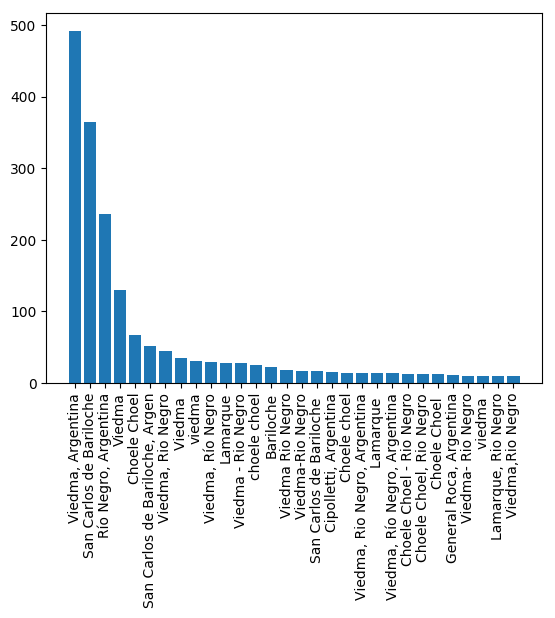 500
400
300
200
100
0
Viedma, Argentina
San Carlos de Bariloche
Río Negro, Argentina
Viedma
Choele Choel
San Carlos de Bariloche, Argen
Viedma, Rio Negro
Viedma
viedma
Viedma, Río Negro
Lamarque
Viedma - Rio Negro
choele choel
Bariloche
Viedma Rio Negro
Viedma-Rio Negro
San Carlos de Bariloche
Cipolletti, Argentina
Choele choel
Viedma, Rio Negro, Argentina
Lamarque
Viedma, Río Negro, Argentina
Choele Choel - Rio Negro
Choele Choel, Rio Negro
Choele Choel
General Roca, Argentina
Viedma- Rio Negro
viedma
Lamarque, Rio Negro
Viedma,Rio Negro